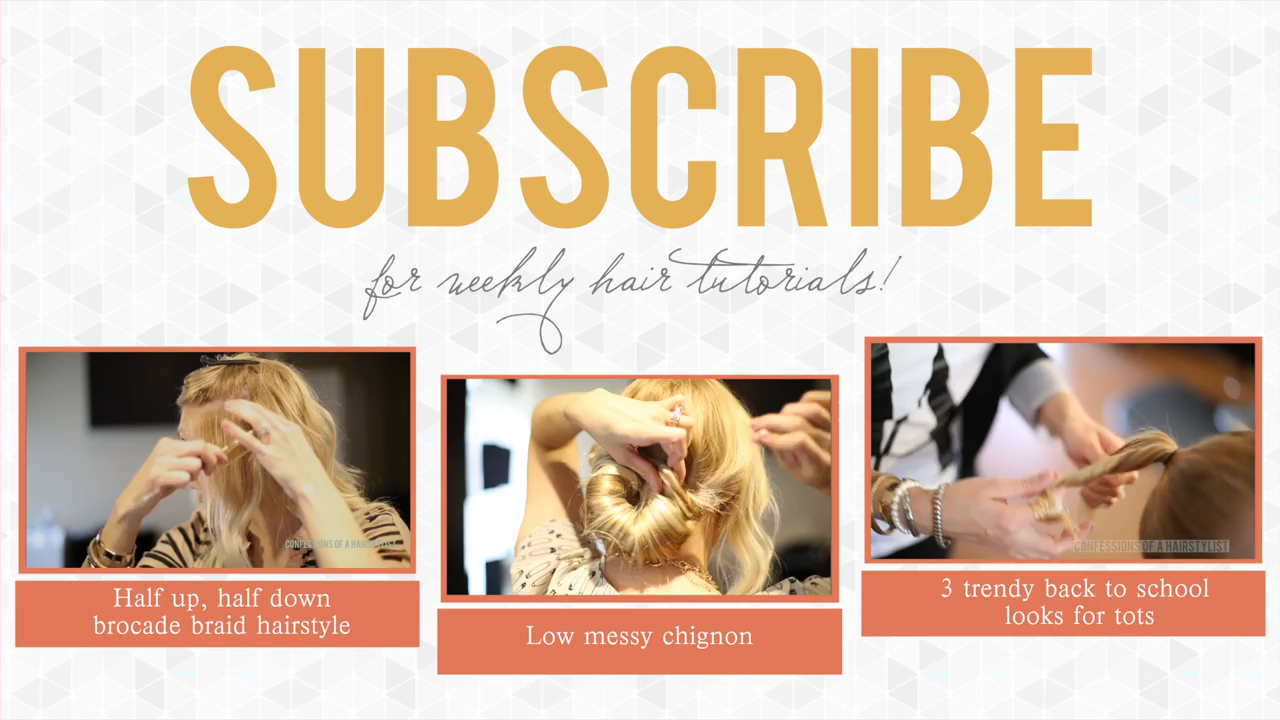 SUBSCRIBE
for weekly hair tutorials!
CONFESSIONS OF A HAIRSTYLIST
Half up, half down
brocade braid hairstyle
Low messy chignon
CONFESSIONS OF A HAIRSTYLIST
3 trendy back to school
looks for tots